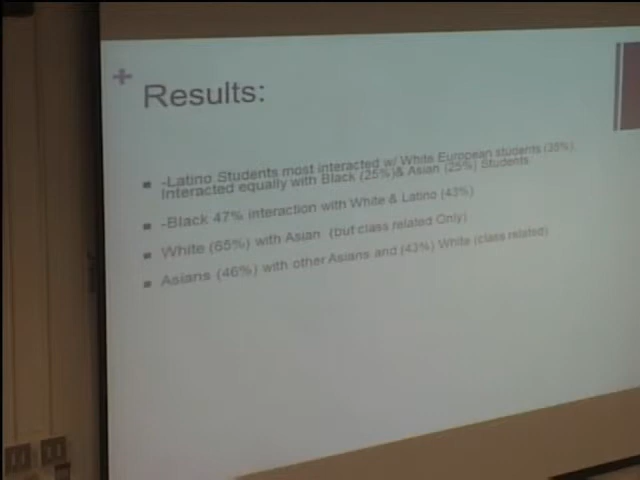 +
Results:
-Latino Students most interacted w/ White European students (35%)
Interacted equally with Black (25%)& Asian (25%) Students
-Black 47% interaction with White & Latino (43%)
White (65%) with Asian (but class related Only)
Asians (46%) with other Asians and (43%) White (class related)